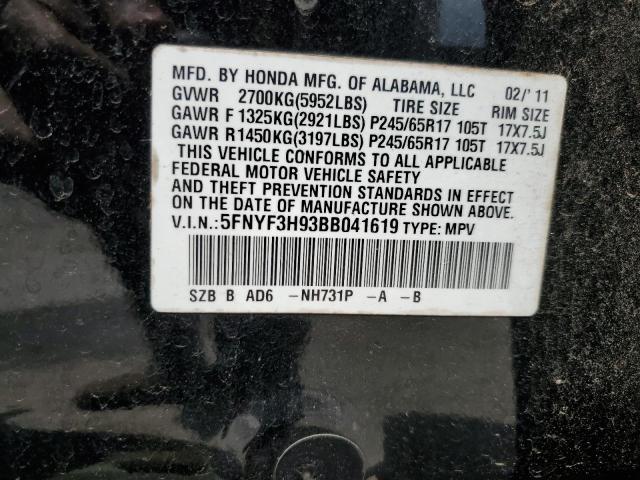 MFD. BY HONDA MFG. OF ALABAMA, LLC 02/'11
GVWR 2700KG(5952LBS) TIRE SIZE RIM SIZE
GAWR F 1325KG(2921LBS) P245/65R17 105T 17X7.5J
GAWR R1450KG(3197LBS) P245/65R17 105T 17X7.5J
THIS VEHICLE CONFORMS TO ALL APPLICABLE
FEDERAL MOTOR VEHICLE SAFETY
AND THEFT PREVENTION STANDARDS IN EFFECT
ON THE DATE OF MANUFACTURE SHOWN ABOVE.
V.I.N.:5FNYF3H93BB041619 TYPE: MPV
SZB B AD6 -NH731P -A -B